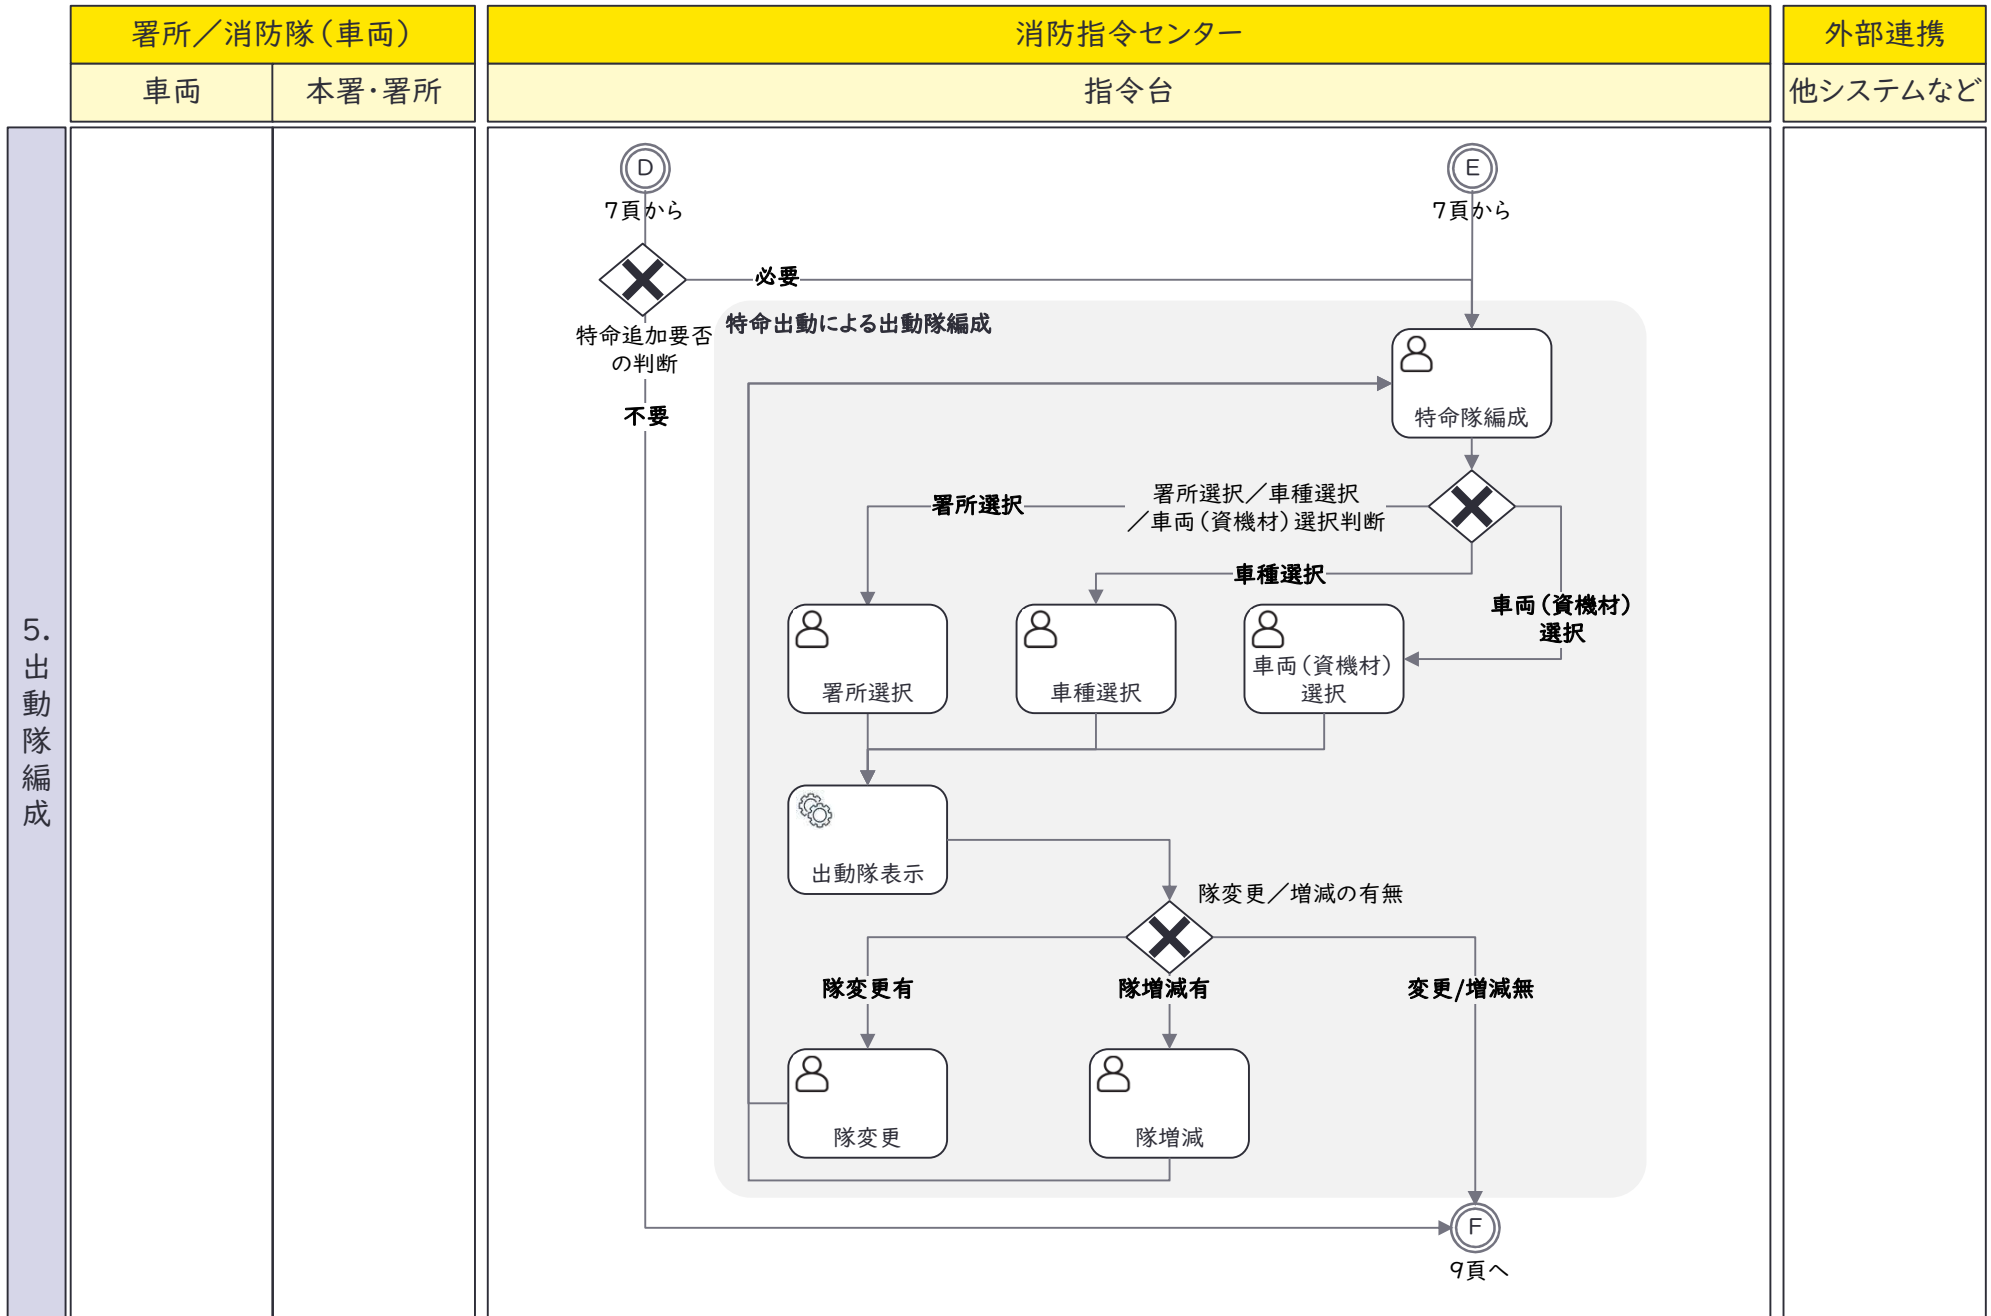 署所／消防隊（車両）
消防指令センター
外部連携
車両
本署・署所
指令台
他システムなど
5.出動隊編成
D
7頁から
E
7頁から
必要
特命追加要否
の判断
不要
特命出動による出動隊編成
特命隊編成
署所選択／車種選択
／車両（資機材）選択判断
署所選択
車種選択
車両（資機材）
選択
署所選択
車種選択
車両（資機材）
選択
出動隊表示
隊変更／増減の有無
隊変更有
隊増減有
変更/増減無
隊変更
隊増減
F
9頁へ